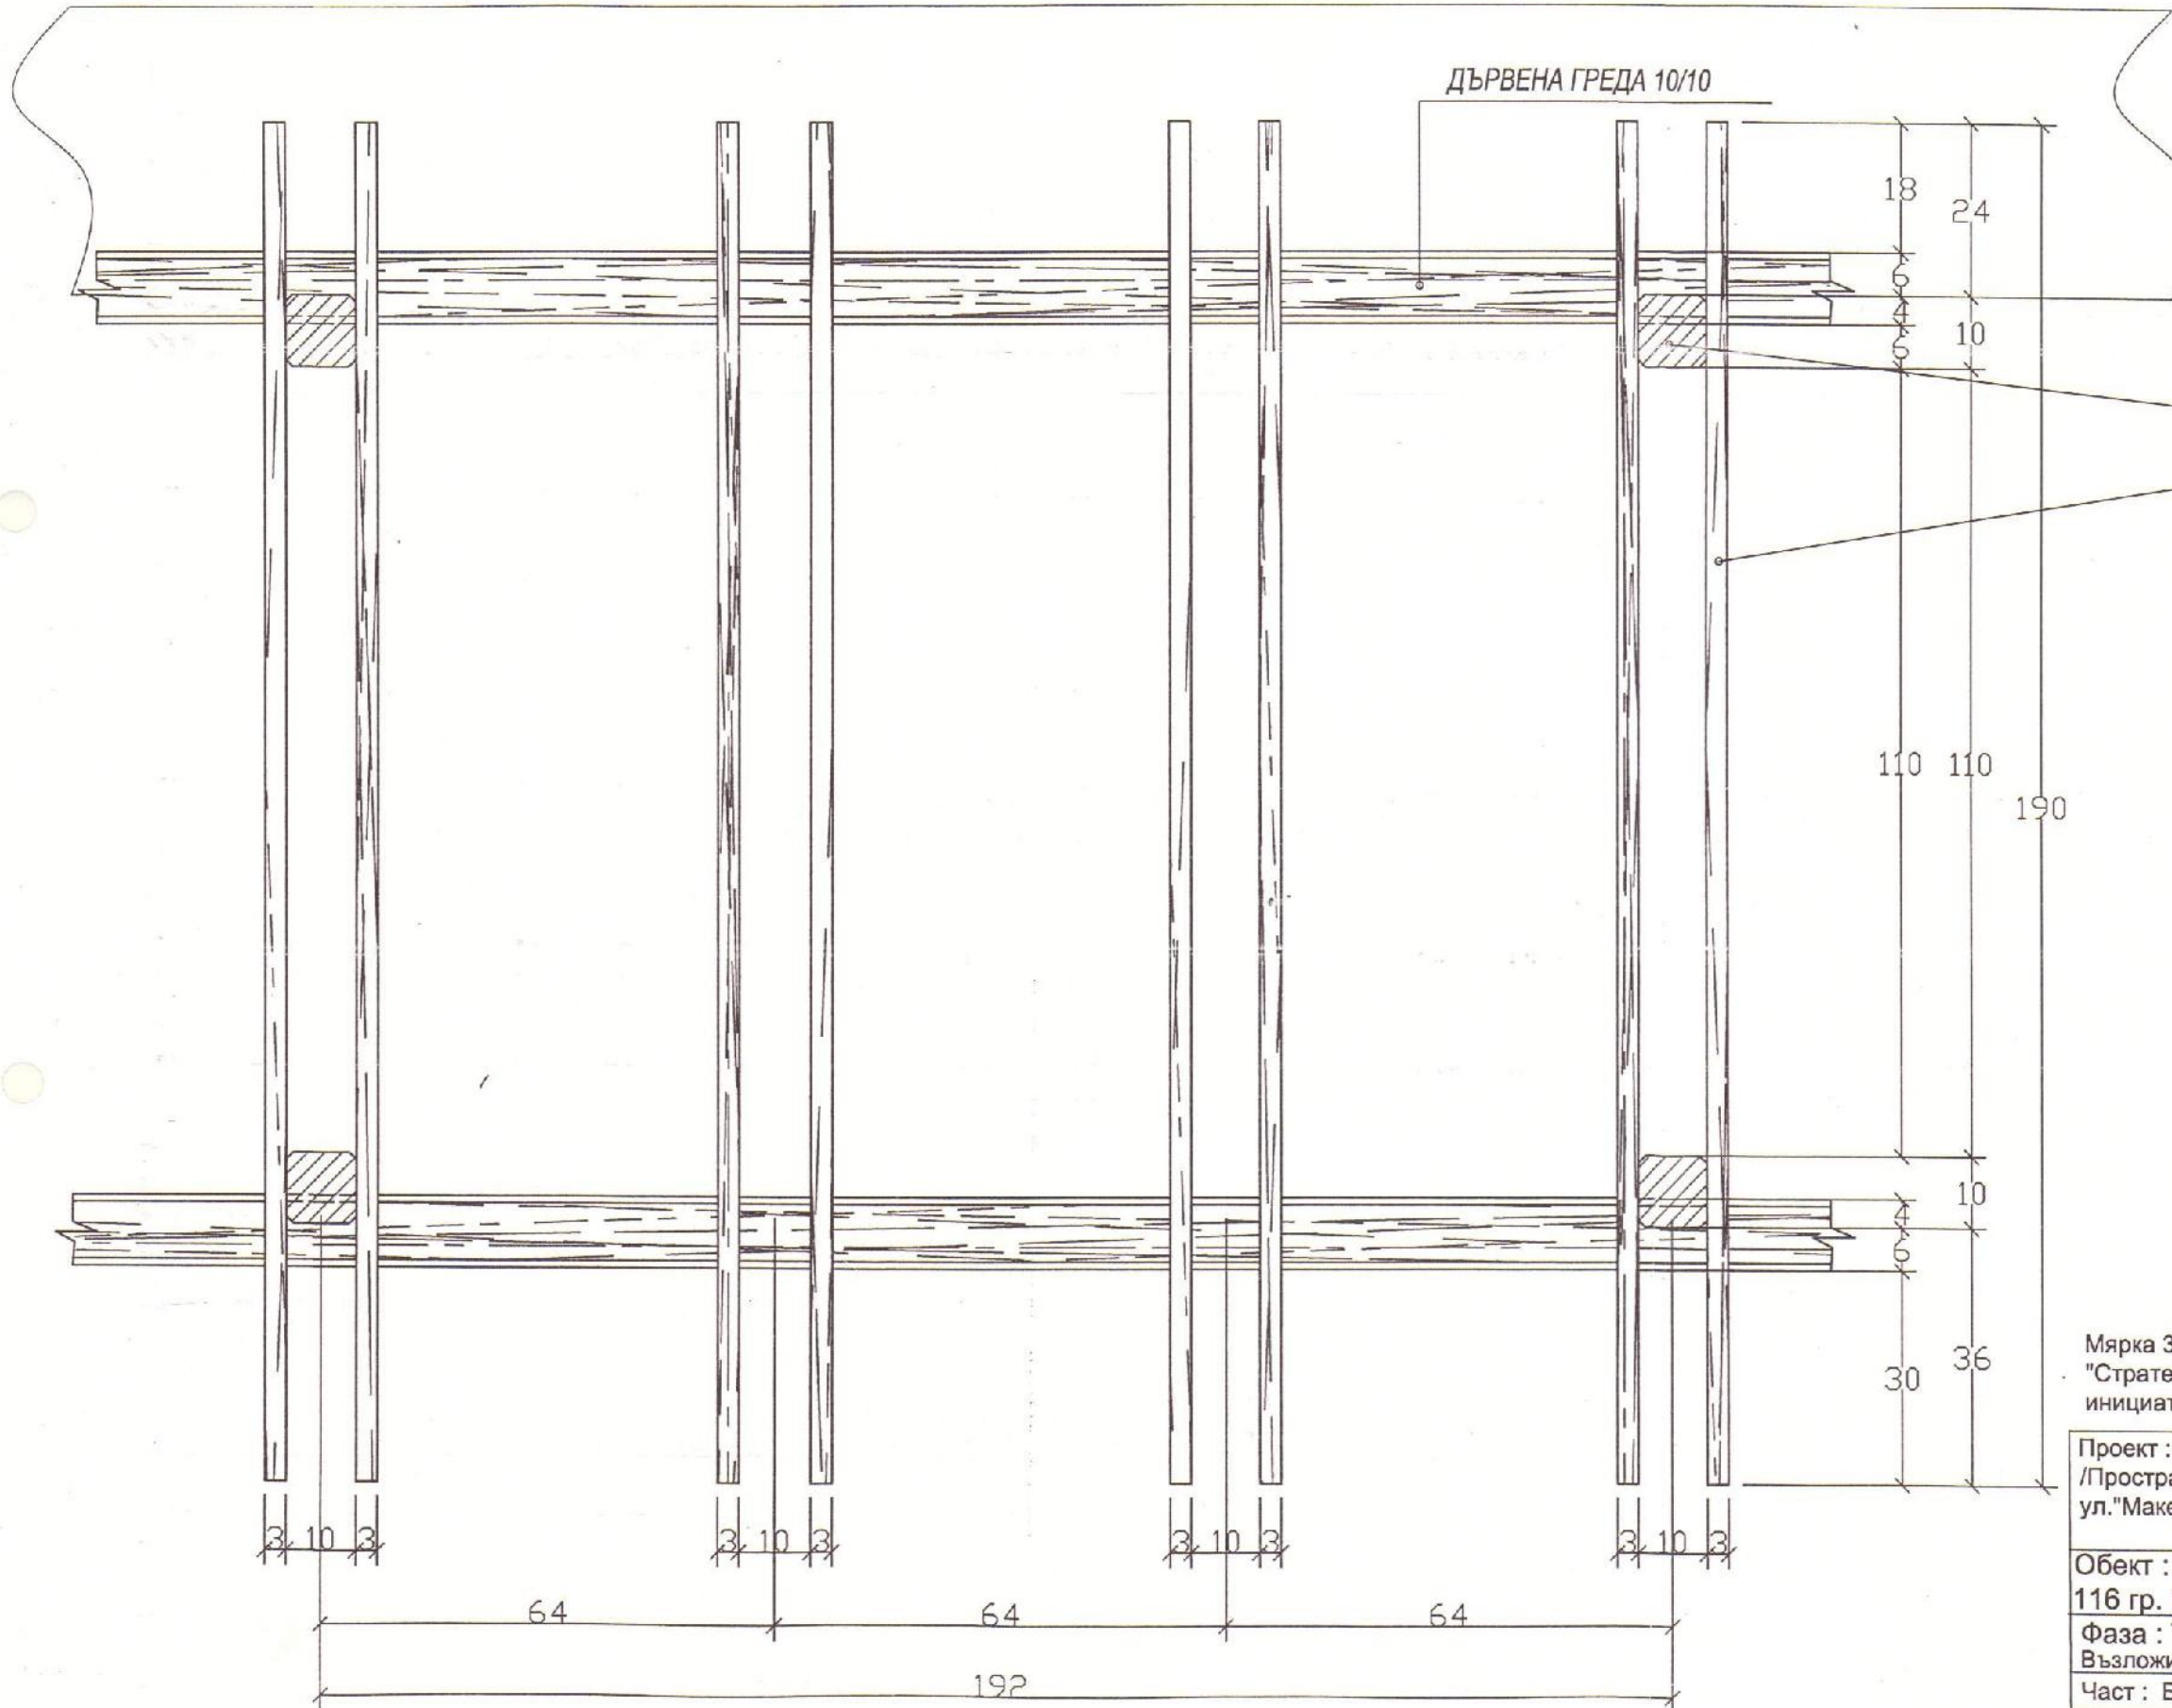 ДЪРВЕНА ГРЕДА 10/10
18
24
6
4
10
6
110 110
190
10
4
6
36
30
3 10 3
3 10 3
3 10 3
3 10 3
64
64
64
192
Мярка 3
"Страте
инициат
Проект :
/Простра
ул."Маке
Обект :
116 гр.
Фаза :
Възложи
Част :